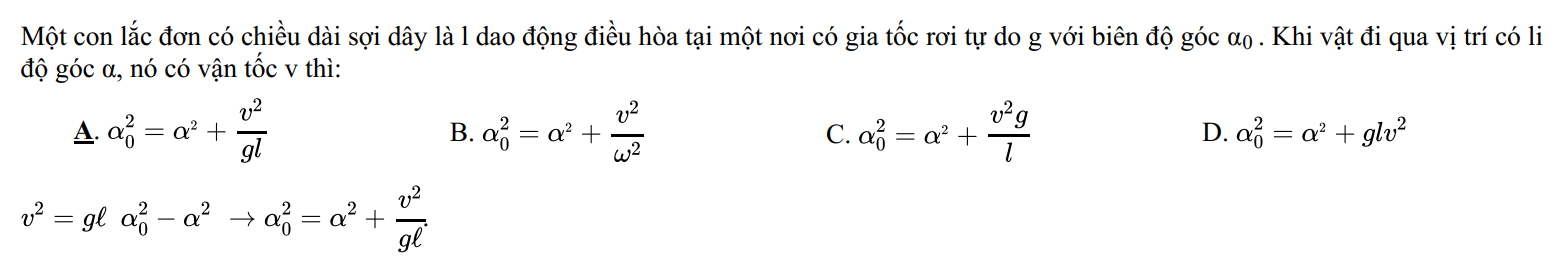 Một con lắc đơn có chiều dài sợi dây là l dao động điều hòa tại một nơi có gia tốc rơi tự do g với biên độ góc α₀ . Khi vật đi qua vị trí có li
độ góc α, nó có vận tốc v thì:
A. $\alpha_0^2 = \alpha^2 + \frac{v^2}{gl}$ B. $\alpha_0^2 = \alpha^2 + \frac{v^2}{\omega^2}$ C. $\alpha_0^2 = \alpha^2 + \frac{v^2 g}{l}$ D. $\alpha_0^2 = \alpha^2 + glv^2$
$v^2 = g\ell \ \ \alpha_0^2 - \alpha^2 \ \rightarrow \alpha_0^2 = \alpha^2 + \frac{v^2}{g\ell}.$